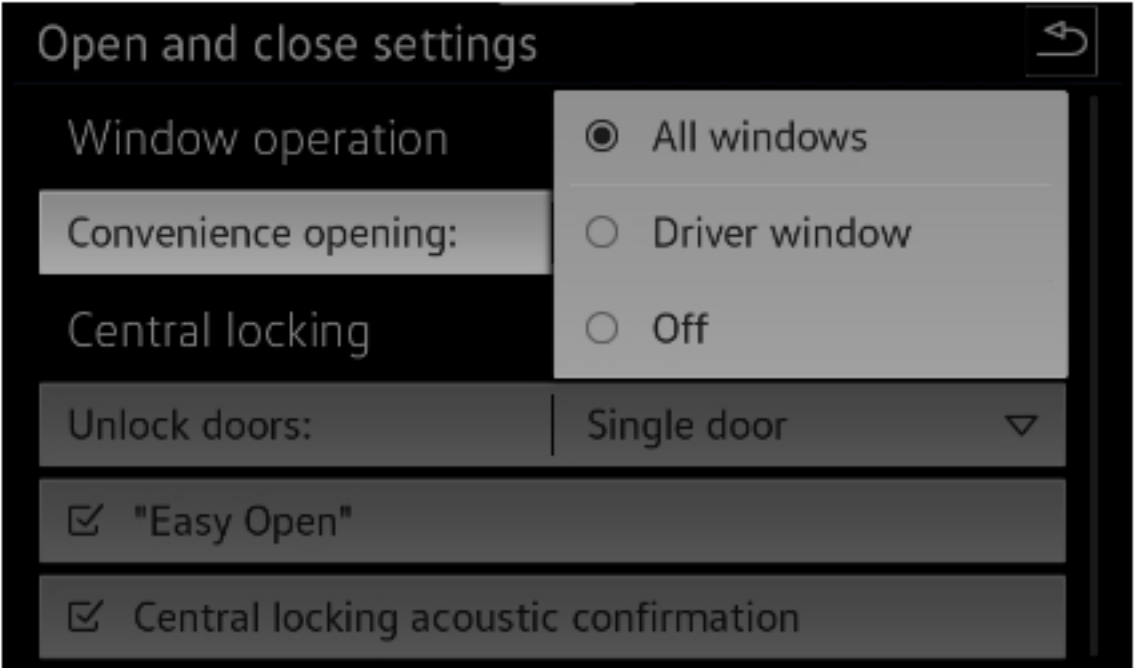 Open and close settings
Window operation
All windows
Convenience opening:
Driver window
Central locking
Off
Unlock doors:
Single door
"Easy Open"
Central locking acoustic confirmation